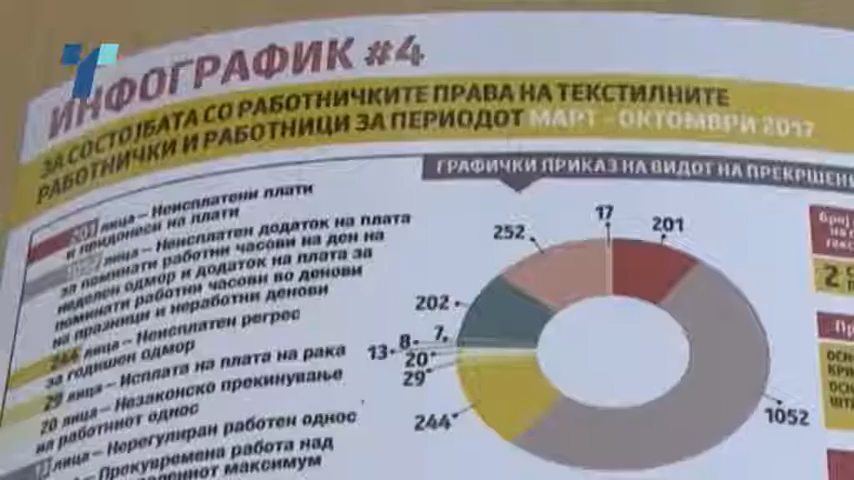 ИНФОГРАФИК #4
ЗА СОСТОЈБАТА СО РАБОТНИЧКИТЕ ПРАВА НА ТЕКСТИЛНИТЕ
РАБОТНИЧКИ И РАБОТНИЦИ ЗА ПЕРИОДОТ МАРТ - ОКТОМВРИ 2017
201 лица – Неисплатени плати
и придонеси на плати
лица – Неисплатен додаток на плата
за поминати работни часови на ден на
неделен одмор и додаток на плата за
поминати работни часови во денови
на празници и неработни денови
244 лица – Неисплатен регрес
за годишен одмор
29 лица – Исплата на плата на рака
20 лица – Незаконско прекинување
на работниот однос
лица – Нерегулиран работен однос
Прекувремена работа над
максимум
ГРАФИЧКИ ПРИКАЗ НА ВИДОТ НА
17
201
252
202
7
8
13
20
29
244
1052
2